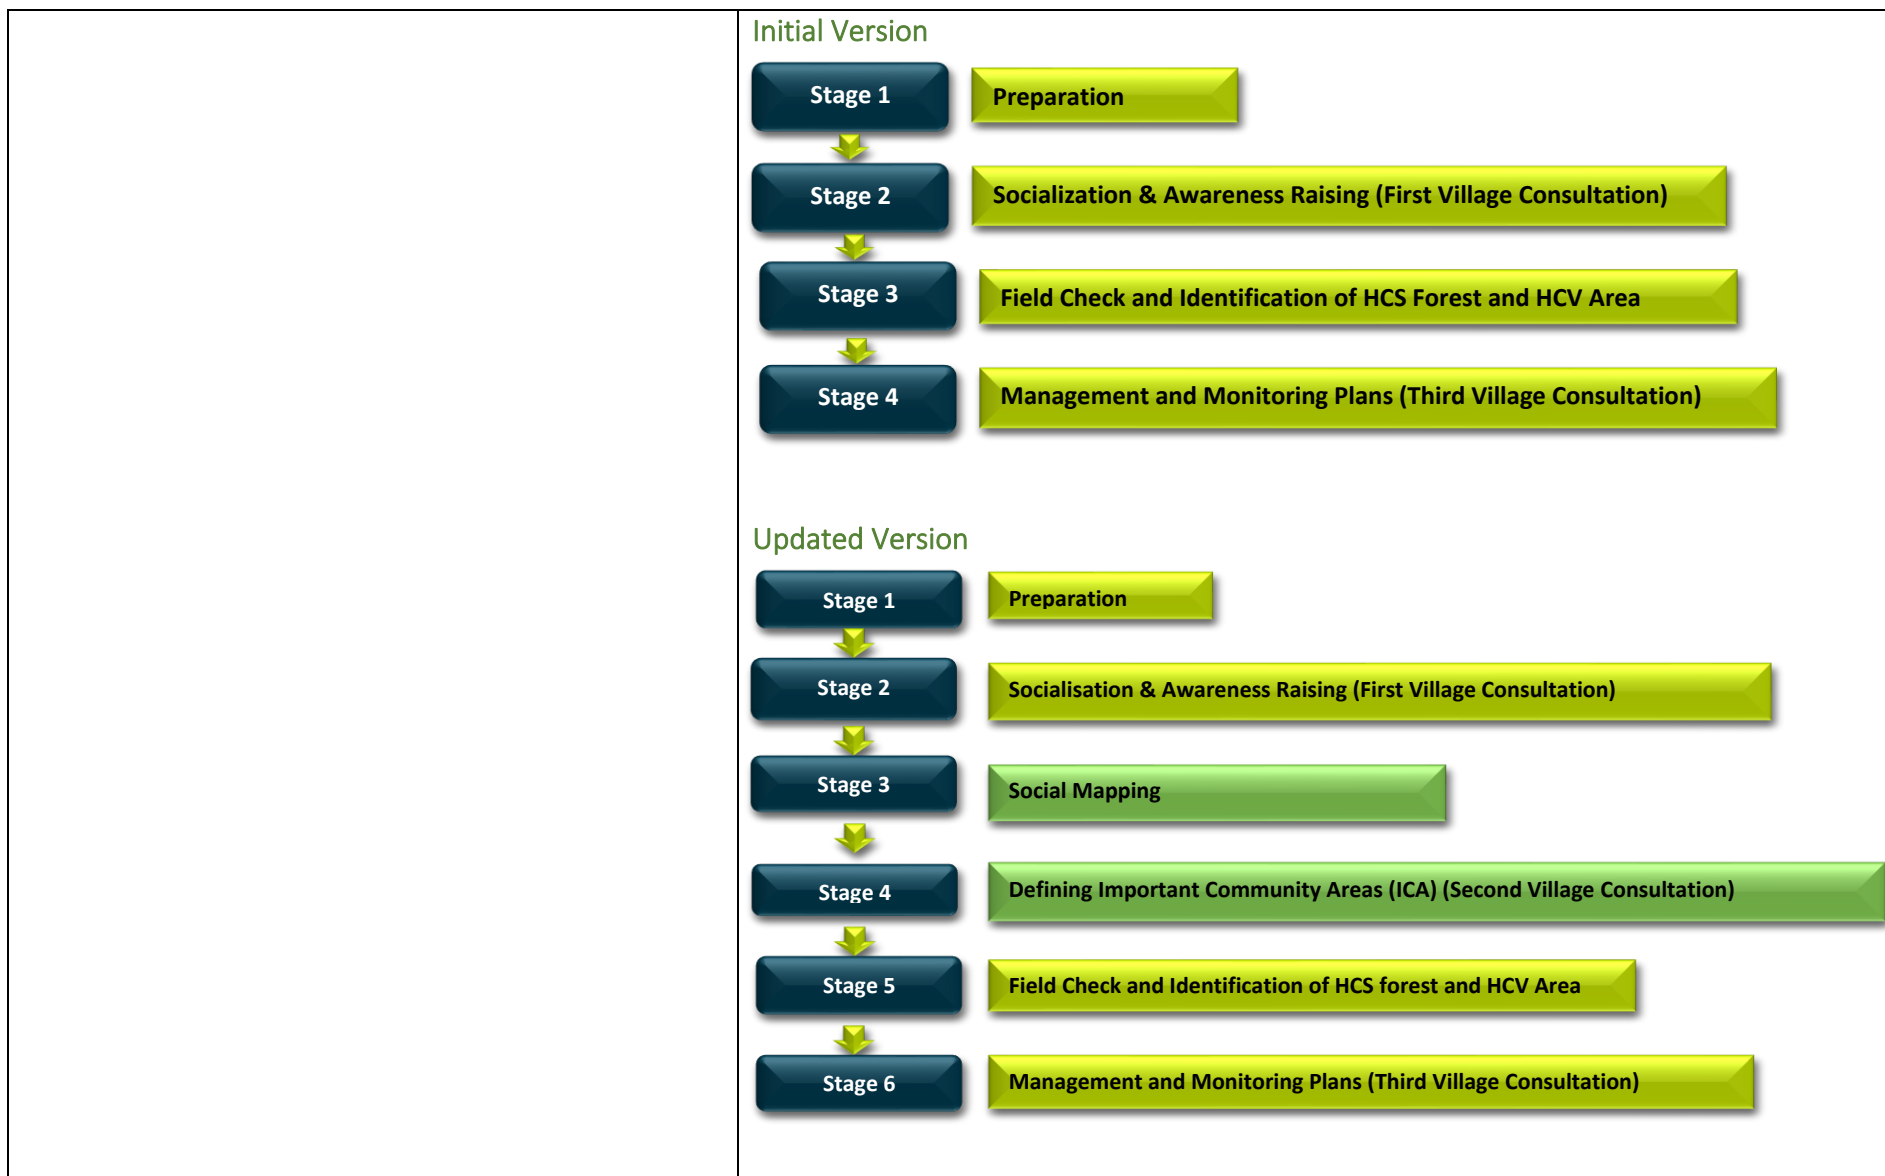 Initial Version
Stage 1
Preparation
Stage 2
Socialization & Awareness Raising (First Village Consultation)
Stage 3
Field Check and Identification of HCS Forest and HCV Area
Stage 4
Management and Monitoring Plans (Third Village Consultation)
Updated Version
Stage 1
Preparation
Stage 2
Socialisation & Awareness Raising (First Village Consultation)
Stage 3
Social Mapping
Stage 4
Defining Important Community Areas (ICA) (Second Village Consultation)
Stage 5
Field Check and Identification of HCS forest and HCV Area
Stage 6
Management and Monitoring Plans (Third Village Consultation)